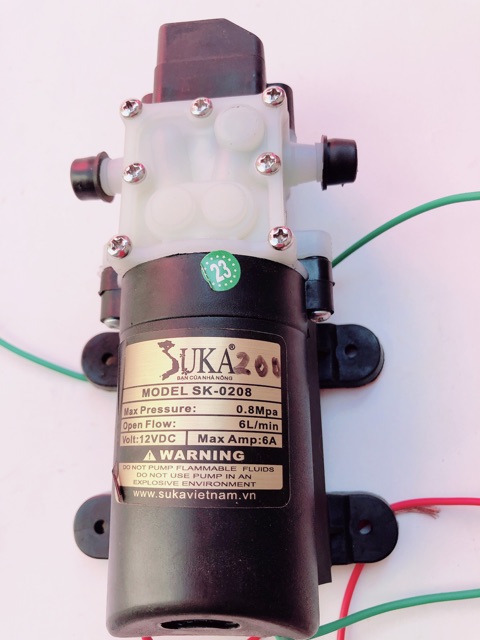 23
SUKA® 200
BẠN CỦA NHÀ NÔNG
MODEL SK-0208
Max Pressure: 0.8Mpa
Open Flow: 6L/min
Volt:12VDC Max Amp:6A
WARNING
DO NOT PUMP FLAMMABLE FLUIDS
DO NOT USE PUMP IN AN
EXPLOSIVE ENVIRONMENT
www.sukavietnam.vn